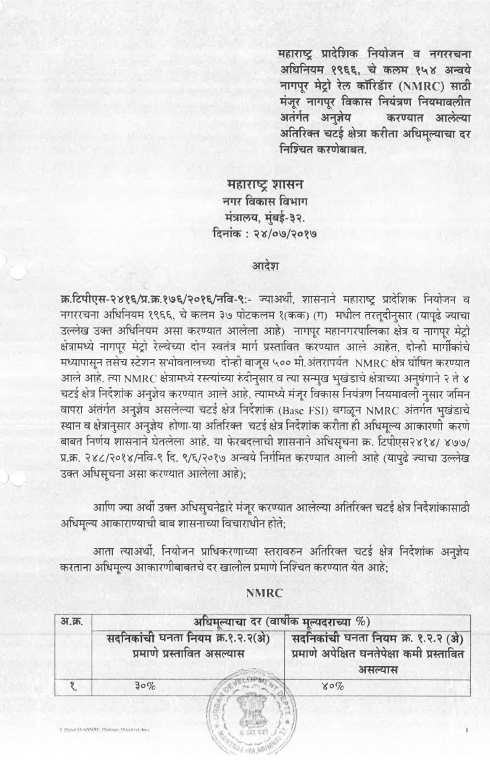 महाराष्ट्र प्रादेशिक नियोजन व नगररचना
अधिनियम १९६६, चे कलम १५४ अन्वये
नागपूर मेट्रो रेल कॉरिडॅार (NMRC) साठी
मंजूर नागपूर विकास नियंत्रण नियमावलीत
अतंर्गत अनुज्ञेय करण्यात आलेल्या
अतिरिक्त चटई क्षेत्रा करीता अधिमूल्याचा दर
निश्चित करणेबाबत.
महाराष्ट्र शासन
नगर विकास विभाग
मंत्रालय, मुंबई-३२.
दिनांक : २४/०७/२०१७
आदेश
क्र.टिपीएस-२४१६/प्र.क्र.१७६/२०१६/नवि-९:- ज्याअर्थी, शासनाने महाराष्ट्र प्रादेशिक नियोजन व
नगररचना अधिनियम १९६६, चे कलम ३७ पोटकलम १(कक) (ग) मधील तरतूदीनुसार (यापूढे ज्याचा
उल्लेख उक्त अधिनियम असा करण्यात आलेला आहे) नागपूर महानगरपालिका क्षेत्र व नागपूर मेट्रो
क्षेत्रामध्ये नागपूर मेट्रो रेल्वेच्या दोन स्वतंत्र मार्ग प्रस्तावित करण्यात आले आहेत. दोन्ही मार्गीकांचे
मध्यापासून तसेच स्टेशन सभोवतालच्या दोन्ही बाजूस ५०० मी.अंतरापर्यत NMRC क्षेत्र घोषित करण्यात
आले आहे. त्या NMRC क्षेत्रामध्ये रस्त्यांच्या रुंदीनुसार व त्या सन्मुख भुखंडाचे क्षेत्राच्या अनुषंगाने २ ते ४
चटई क्षेत्र निर्देशांक अनुज्ञेय करण्यात आले आहे. त्यामध्ये मंजूर विकास नियंत्रण नियमावली नुसार जमिन
वापरा अंतर्गत अनुज्ञेय असलेल्या चटई क्षेत्र निर्देशांक (Base FSI) वगळून NMRC अंतर्गत भुखंडाचे
स्थान व क्षेत्रानुसार अनुज्ञेय होणा-या अतिरिक्त चटई क्षेत्र निर्देशांक करीता ही अधिमूल्य आकारणी करणे
बाबत निर्णय शासनाने घेतलेला आहे. या फेरबदलाची शासनाने अधिसूचना क्र. टिपीएस२४१४/ ४७७/
प्र.क्र. २४८/२०१४/नवि-९ दि. ९/६/२०१७ अन्वये निर्गमित करण्यात आली आहे (यापुढे ज्याचा उल्लेख
उक्त अधिसूचना असा करण्यात आलेला आहे);
आणि ज्या अर्थी उक्त अधिसुचनेद्वारे मंजूर करण्यात आलेल्या अतिरिक्त चटई क्षेत्र निर्देशांकासाठी
अधिमूल्य आकाराण्याची बाब शासनाच्या विचाराधीन होते;
आता त्याअर्थी, नियोजन प्राधिकरणाच्या स्तरावरुन अतिरिक्त चटई क्षेत्र निर्देशांक अनुज्ञेय
करताना अधिमूल्य आकारणीबाबतचे दर खालील प्रमाणे निश्चित करण्यात येत आहे;
NMRC
अ.क्र. अधिमूल्याचा दर (वार्षीक मूल्यदराच्या %)
सदनिकांची घनता नियम क्र.१.२.२(अे) सदनिकांची घनता नियम क्र. १.२.२ (अे)
प्रमाणे प्रस्तावित असल्यास प्रमाणे अपेक्षित घनतेपेक्षा कमी प्रस्तावित
असल्यास
१. ३०% ४०%
URBAN DEVELOPMENT DEPTT
MANTRALAYA, MUMBAI 32
1